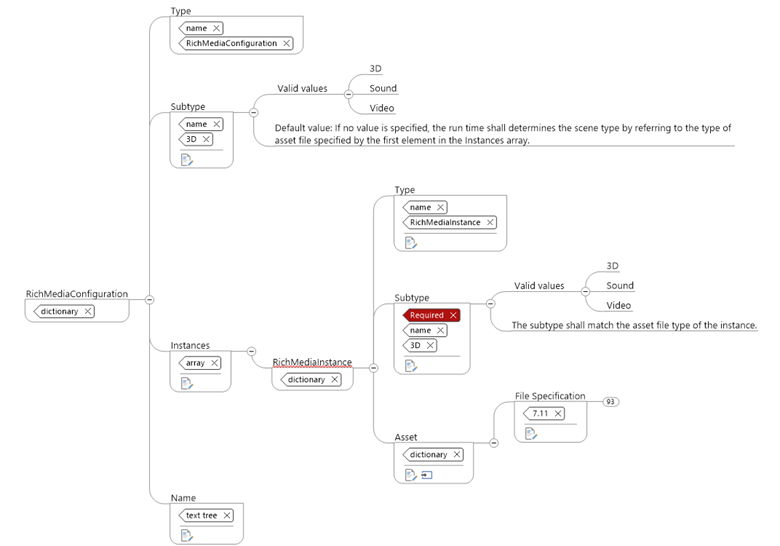 Type
name
RichMediaConfiguration
Subtype
name
3D
Valid values
3D
Sound
Video
Default value: If no value is specified, the run time shall determines the scene type by referring to the type of
asset file specified by the first element in the Instances array.
RichMediaConfiguration
dictionary
Instances
array
RichMediaInstance
dictionary
Type
name
RichMediaInstance
Subtype
Required
name
3D
Valid values
3D
Sound
Video
The subtype shall match the asset file type of the instance.
Asset
dictionary
File Specification
7.11
93
Name
text tree